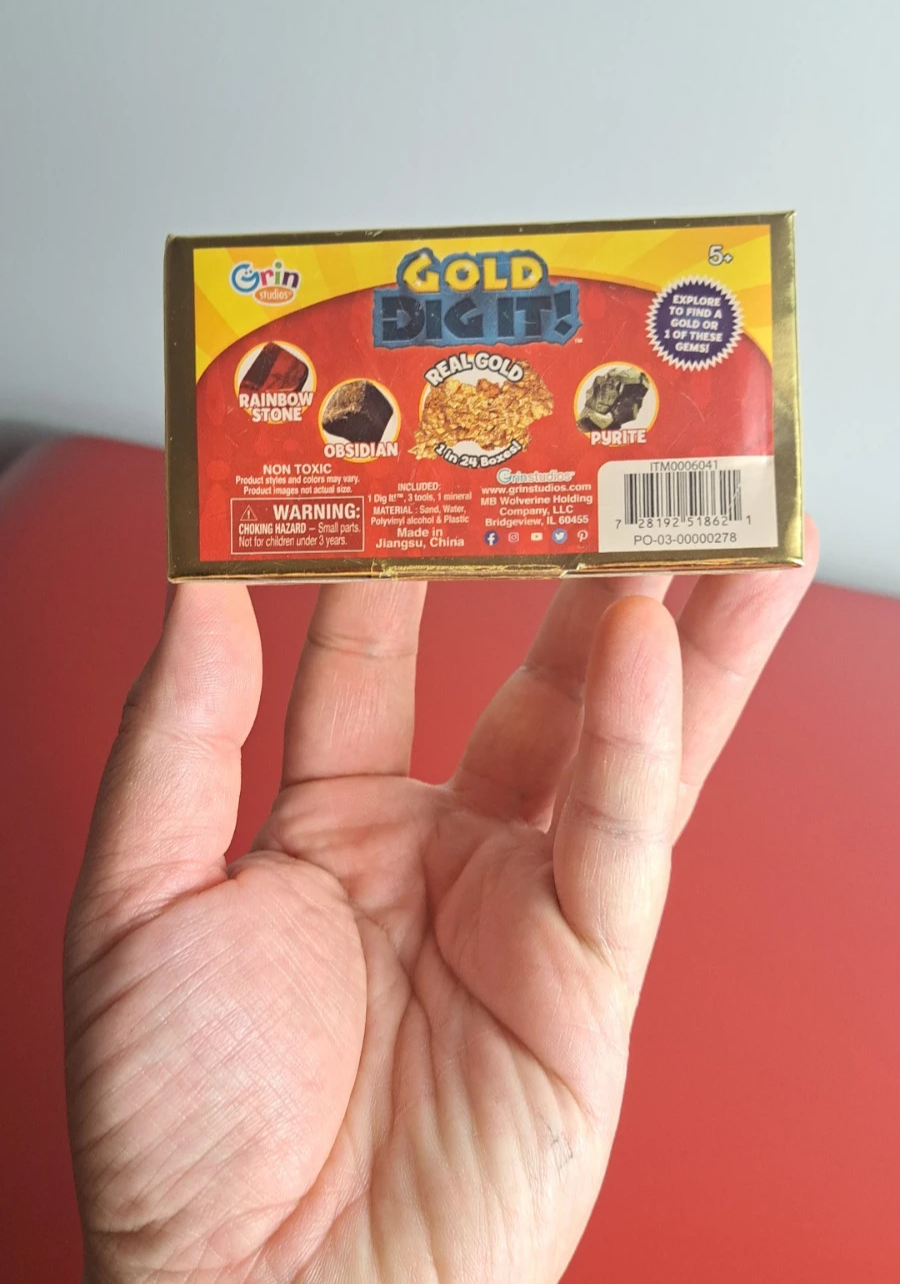 Grin
studios™
GOLD
DIG IT!™
5+
EXPLORE
TO FIND A
GOLD OR
1 OF THESE
GEMS!
RAINBOW
STONE
OBSIDIAN
REAL GOLD
1 in 24 Boxes!
PYRITE
NON TOXIC
Product styles and colors may vary.
Product images not actual size.
WARNING:
CHOKING HAZARD – Small parts.
Not for children under 3 years.
INCLUDED:
1 Dig It!™, 3 tools, 1 mineral
MATERIAL : Sand, Water,
Polyvinyl alcohol & Plastic
Made in
Jiangsu, China
Grinstudios™
www.grinstudios.com
MB Wolverine Holding
Company, LLC
Bridgeview, IL 60455
ITM0006041
7 28192 51862 1
PO-03-00000278